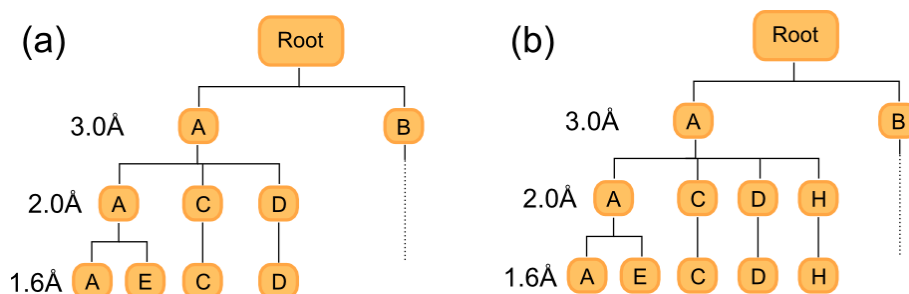 (a) Root
3.0Å A B
2.0Å A C D
1.6Å A E C D
(b) Root
3.0Å A B
2.0Å A C D H
1.6Å A E C D H